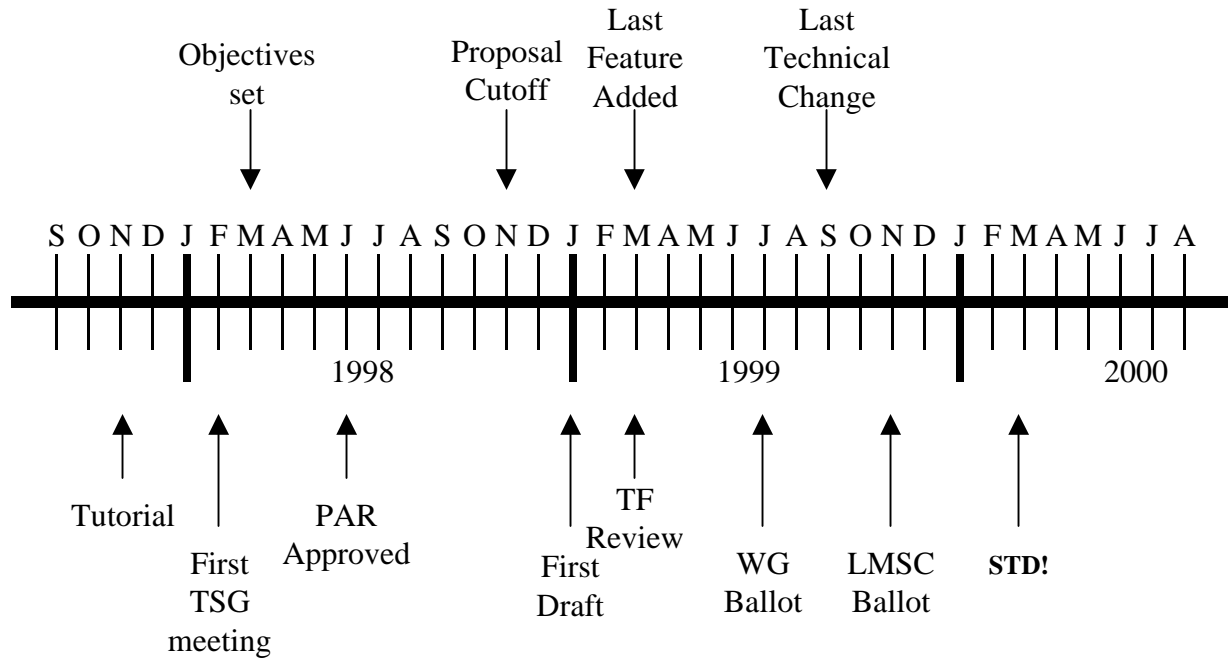 Objectives
set
Proposal
Cutoff
Last
Feature
Added
Last
Technical
Change
S O N D J F M A M J J A S O N D J F M A M J J A S O N D J F M A M J J A
1998
1999
2000
Tutorial
First
TSG
meeting
PAR
Approved
First
Draft
TF
Review
WG
Ballot
LMSC
Ballot
STD!